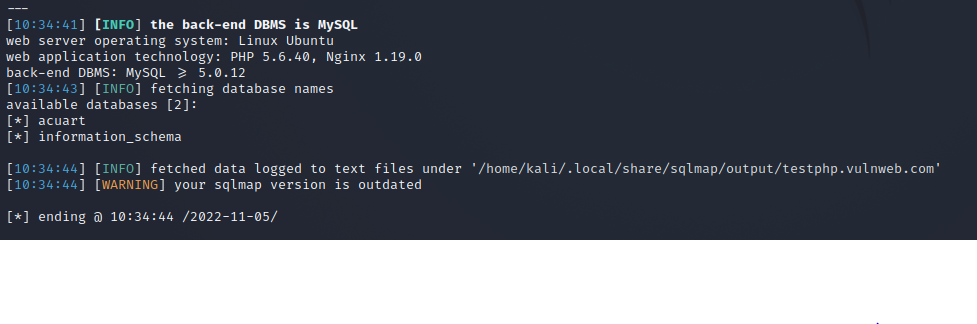 ---
[10:34:41] [INFO] the back-end DBMS is MySQL
web server operating system: Linux Ubuntu
web application technology: PHP 5.6.40, Nginx 1.19.0
back-end DBMS: MySQL ≥ 5.0.12
[10:34:43] [INFO] fetching database names
available databases [2]:
[*] acuart
[*] information_schema
[10:34:44] [INFO] fetched data logged to text files under '/home/kali/.local/share/sqlmap/output/testphp.vulnweb.com'
[10:34:44] [WARNING] your sqlmap version is outdated
[*] ending @ 10:34:44 /2022-11-05/